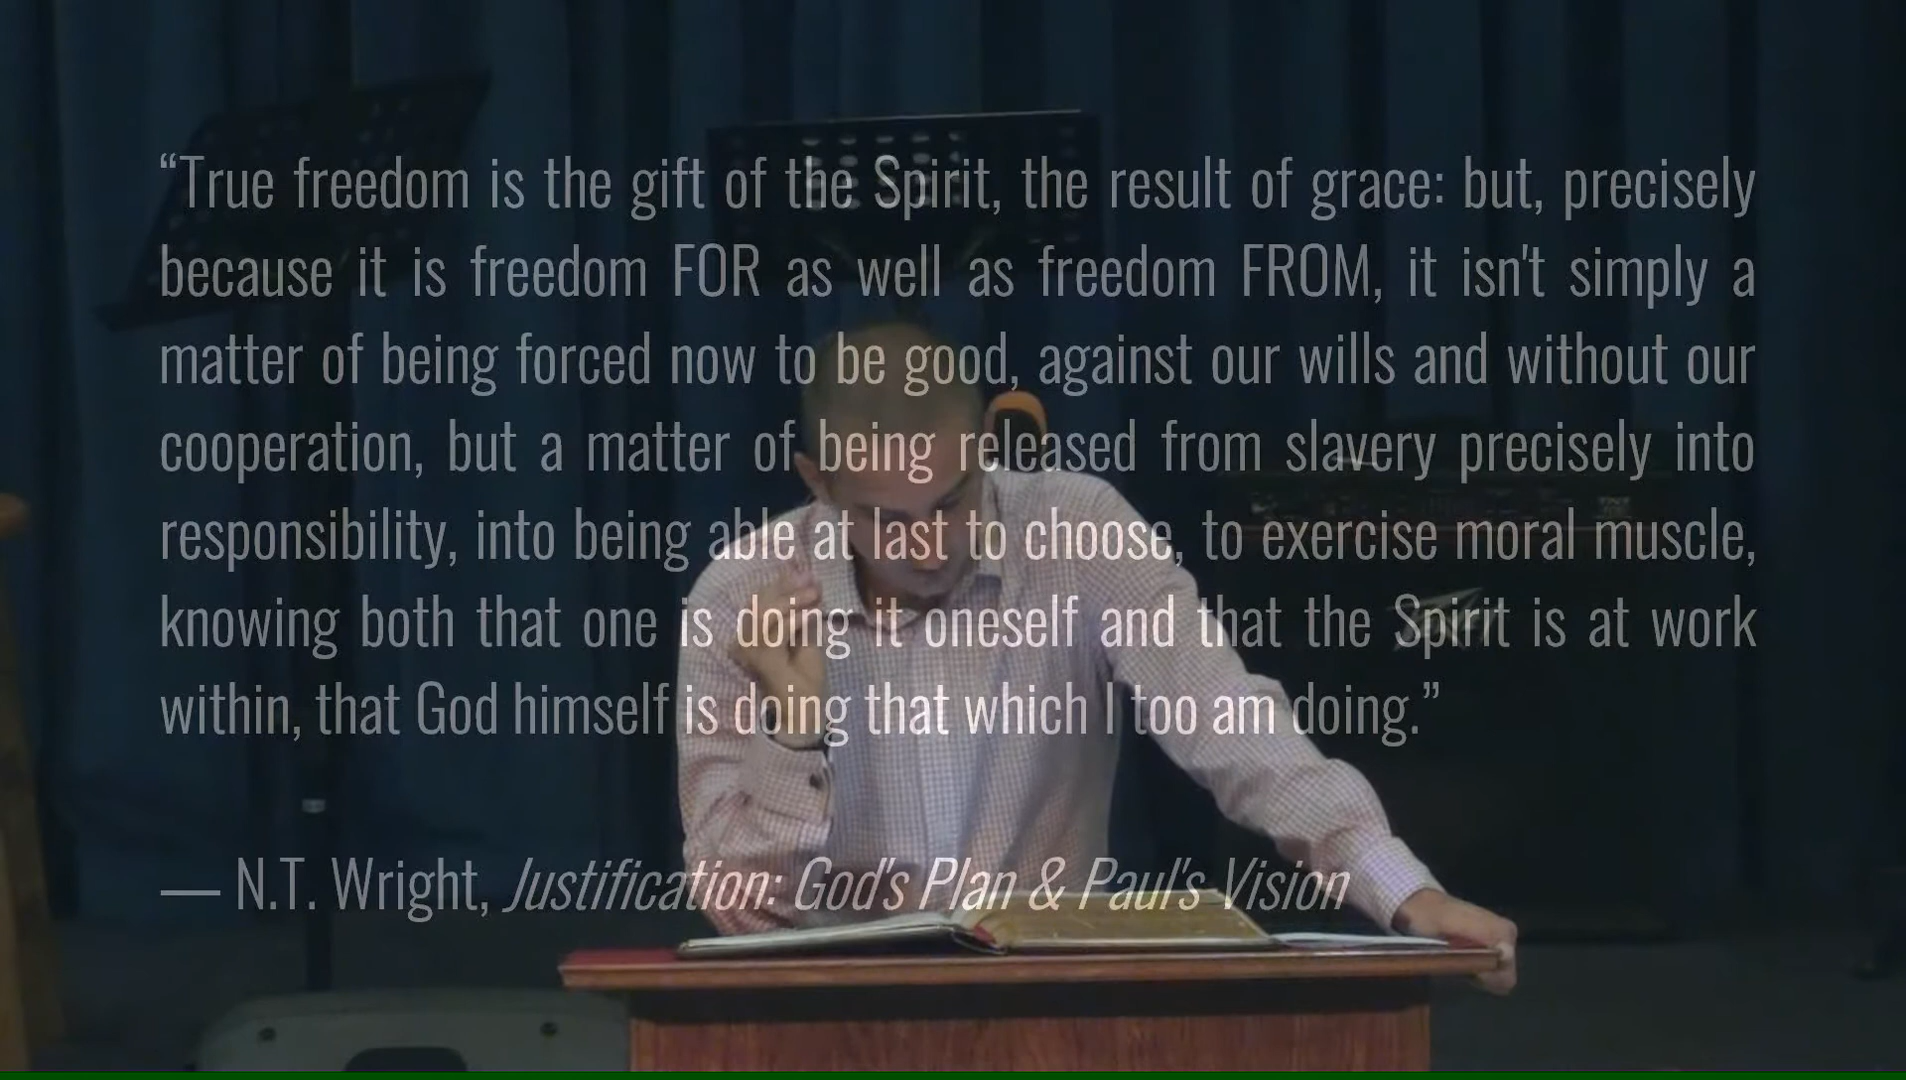 “True freedom is the gift of the Spirit, the result of grace: but, precisely
because it is freedom FOR as well as freedom FROM, it isn't simply a
matter of being forced now to be good, against our wills and without our
cooperation, but a matter of being released from slavery precisely into
responsibility, into being able at last to choose, to exercise moral muscle,
knowing both that one is doing it oneself and that the Spirit is at work
within, that God himself is doing that which I too am doing.”
— N.T. Wright, Justification: God's Plan & Paul's Vision